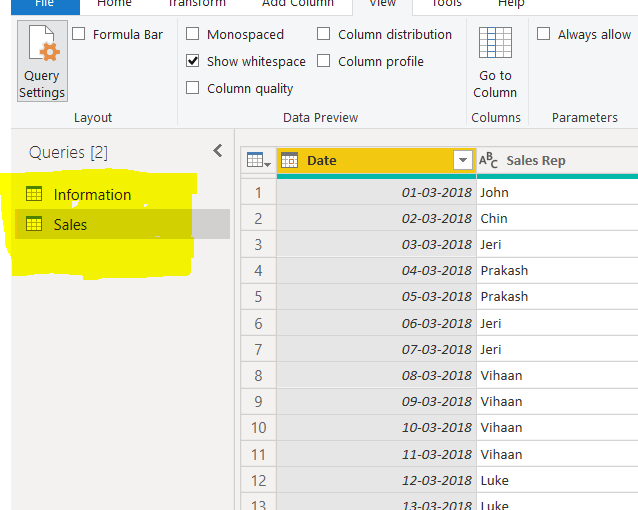 File Home Transform Add Column View Tools Help
Formula Bar Monospaced Column distribution Always allow
Show whitespace Column profile
Query Settings Column quality Go to Column
Layout Data Preview Columns Parameters
Queries [2]
Information
Sales
Date ABC Sales Rep
1 01-03-2018 John
2 02-03-2018 Chin
3 03-03-2018 Jeri
4 04-03-2018 Prakash
5 05-03-2018 Prakash
6 06-03-2018 Jeri
7 07-03-2018 Jeri
8 08-03-2018 Vihaan
9 09-03-2018 Vihaan
10 10-03-2018 Vihaan
11 11-03-2018 Vihaan
12 12-03-2018 Luke
13 13-03-2018 Luke